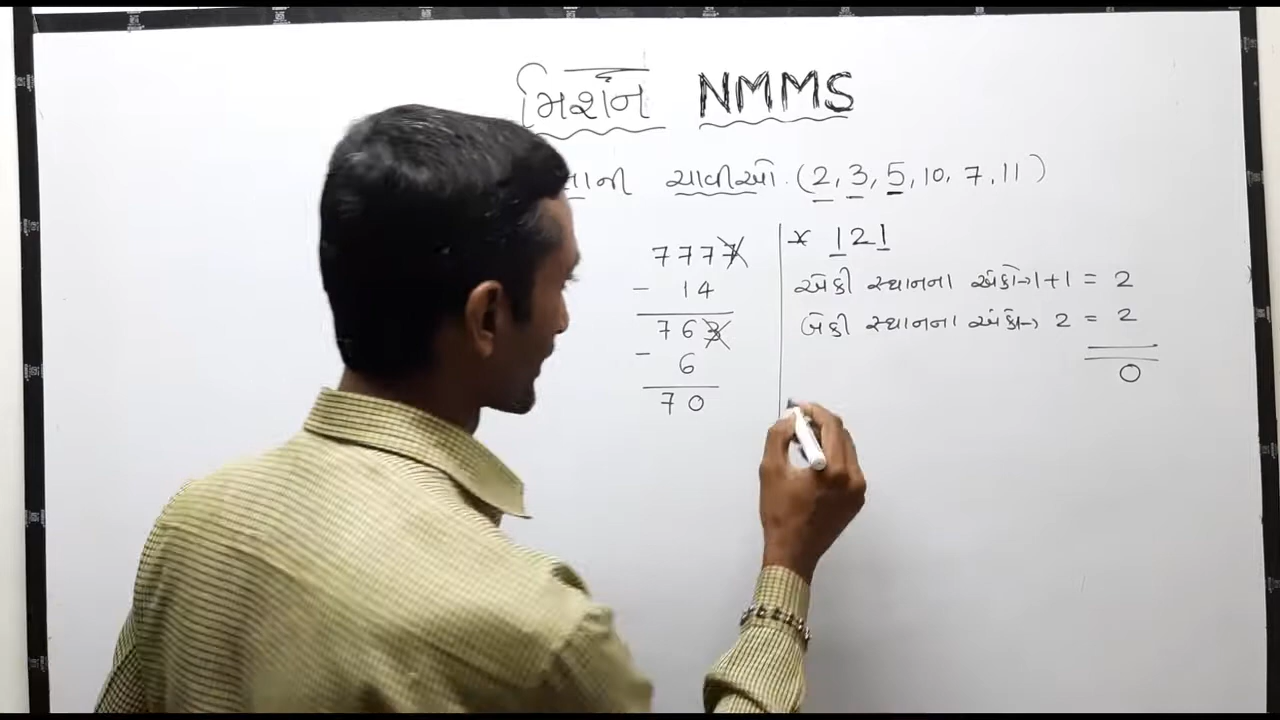 મિશન NMMS
ચાવીઓ. (2, 3, 5, 10, 7, 11)
7777
- 14
763
- 6
70
* 121
એકી સ્થાનના અંકો→1+1 = 2
બેકી સ્થાનના અંકો→ 2 = 2
0